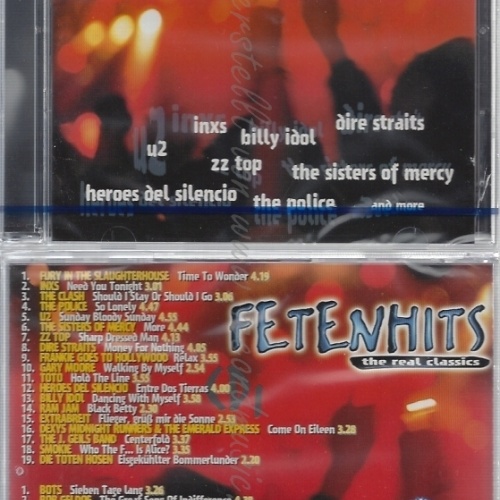 inxs
billy idol
dire straits
u2
zz top
the sisters of mercy
heroes del silencio
the police
and more
1. FURY IN THE SLAUGHTERHOUSE Time To Wonder 4.19
2. INXS Need You Tonight 3.01
3. THE CLASH Should I Stay Or Should I Go 3.06
4. THE POLICE So Lonely 4.47
5. U2 Sunday Bloody Sunday 4.55
6. THE SISTERS OF MERCY More 4.44
7. ZZ TOP Sharp Dressed Man 4.13
8. DIRE STRAITS Money For Nothing 4.05
9. FRANKIE GOES TO HOLLYWOOD Relax 3.55
10. GARY MOORE Walking By Myself 2.54
11. TOTO Hold The Line 3.55
12. HEROES DEL SILENCIO Entre Dos Tierras 4.00
13. BILLY IDOL Dancing With Myself 3.58
14. RAM JAM Black Betty 2.30
15. EXTRABREIT Flieger, grüß mir die Sonne 2.53
16. DEXYS MIDNIGHT RUNNERS & THE EMERALD EXPRESS Come On Eileen 3.28
17. THE J. GEILS BAND Centerfold 3.37
18. SMOKIE Who The F... Is Alice? 3.35
19. DIE TOTEN HOSEN Eisgekühlter Bommerlunder 2.20
FETENHITS
the real classics
1. BOTS Sieben Tage lang 3.26
2. BOB GELDOF The Great Song Of Indifference